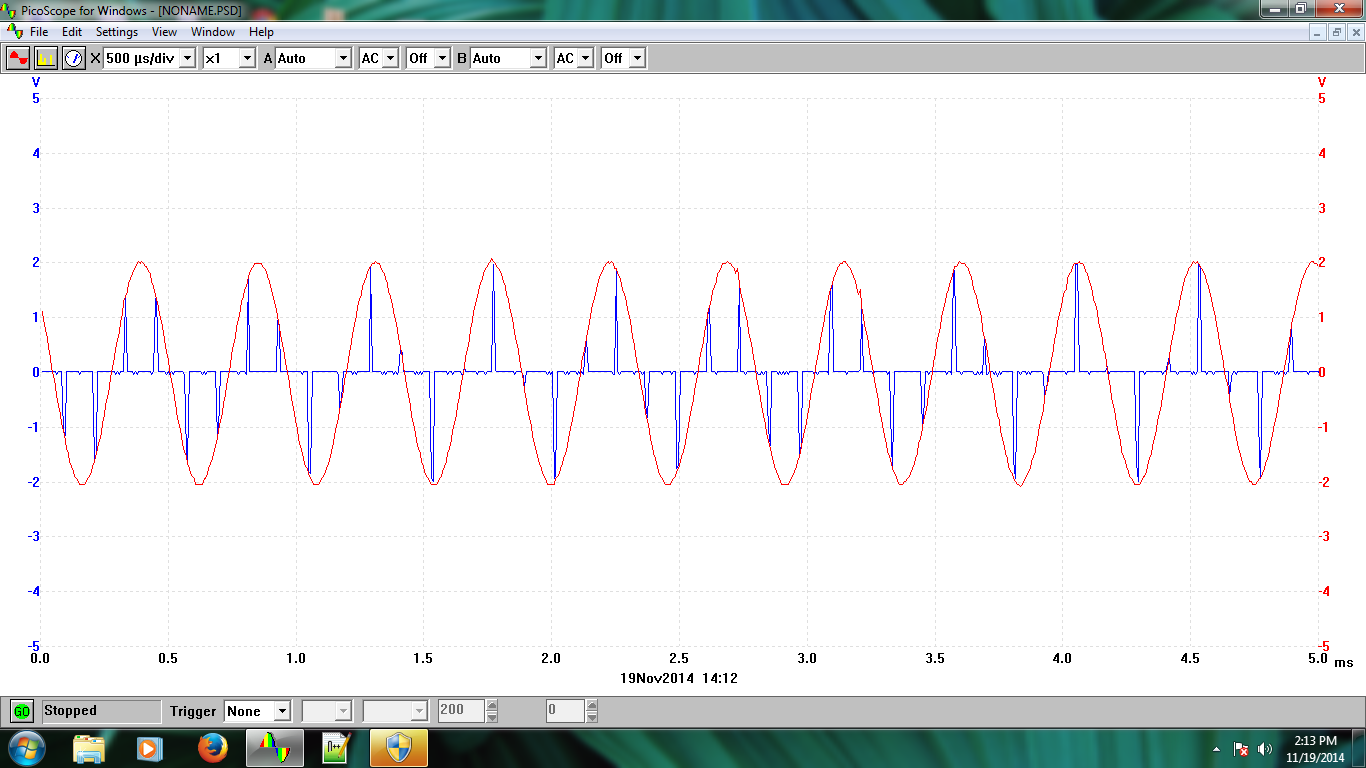 PicoScope for Windows - [NONAME.PSD]
File Edit Settings View Window Help
X 500 µs/div x1 A Auto AC Off B Auto AC Off
V V
5 5
4 4
3 3
2 2
1 1
0 0
-1 -1
-2 -2
-3 -3
-4 -4
-5 -5
0.0 0.5 1.0 1.5 2.0 2.5 3.0 3.5 4.0 4.5 5.0 ms
19Nov2014 14:12
GO Stopped Trigger None 200 0
2:13 PM
11/19/2014